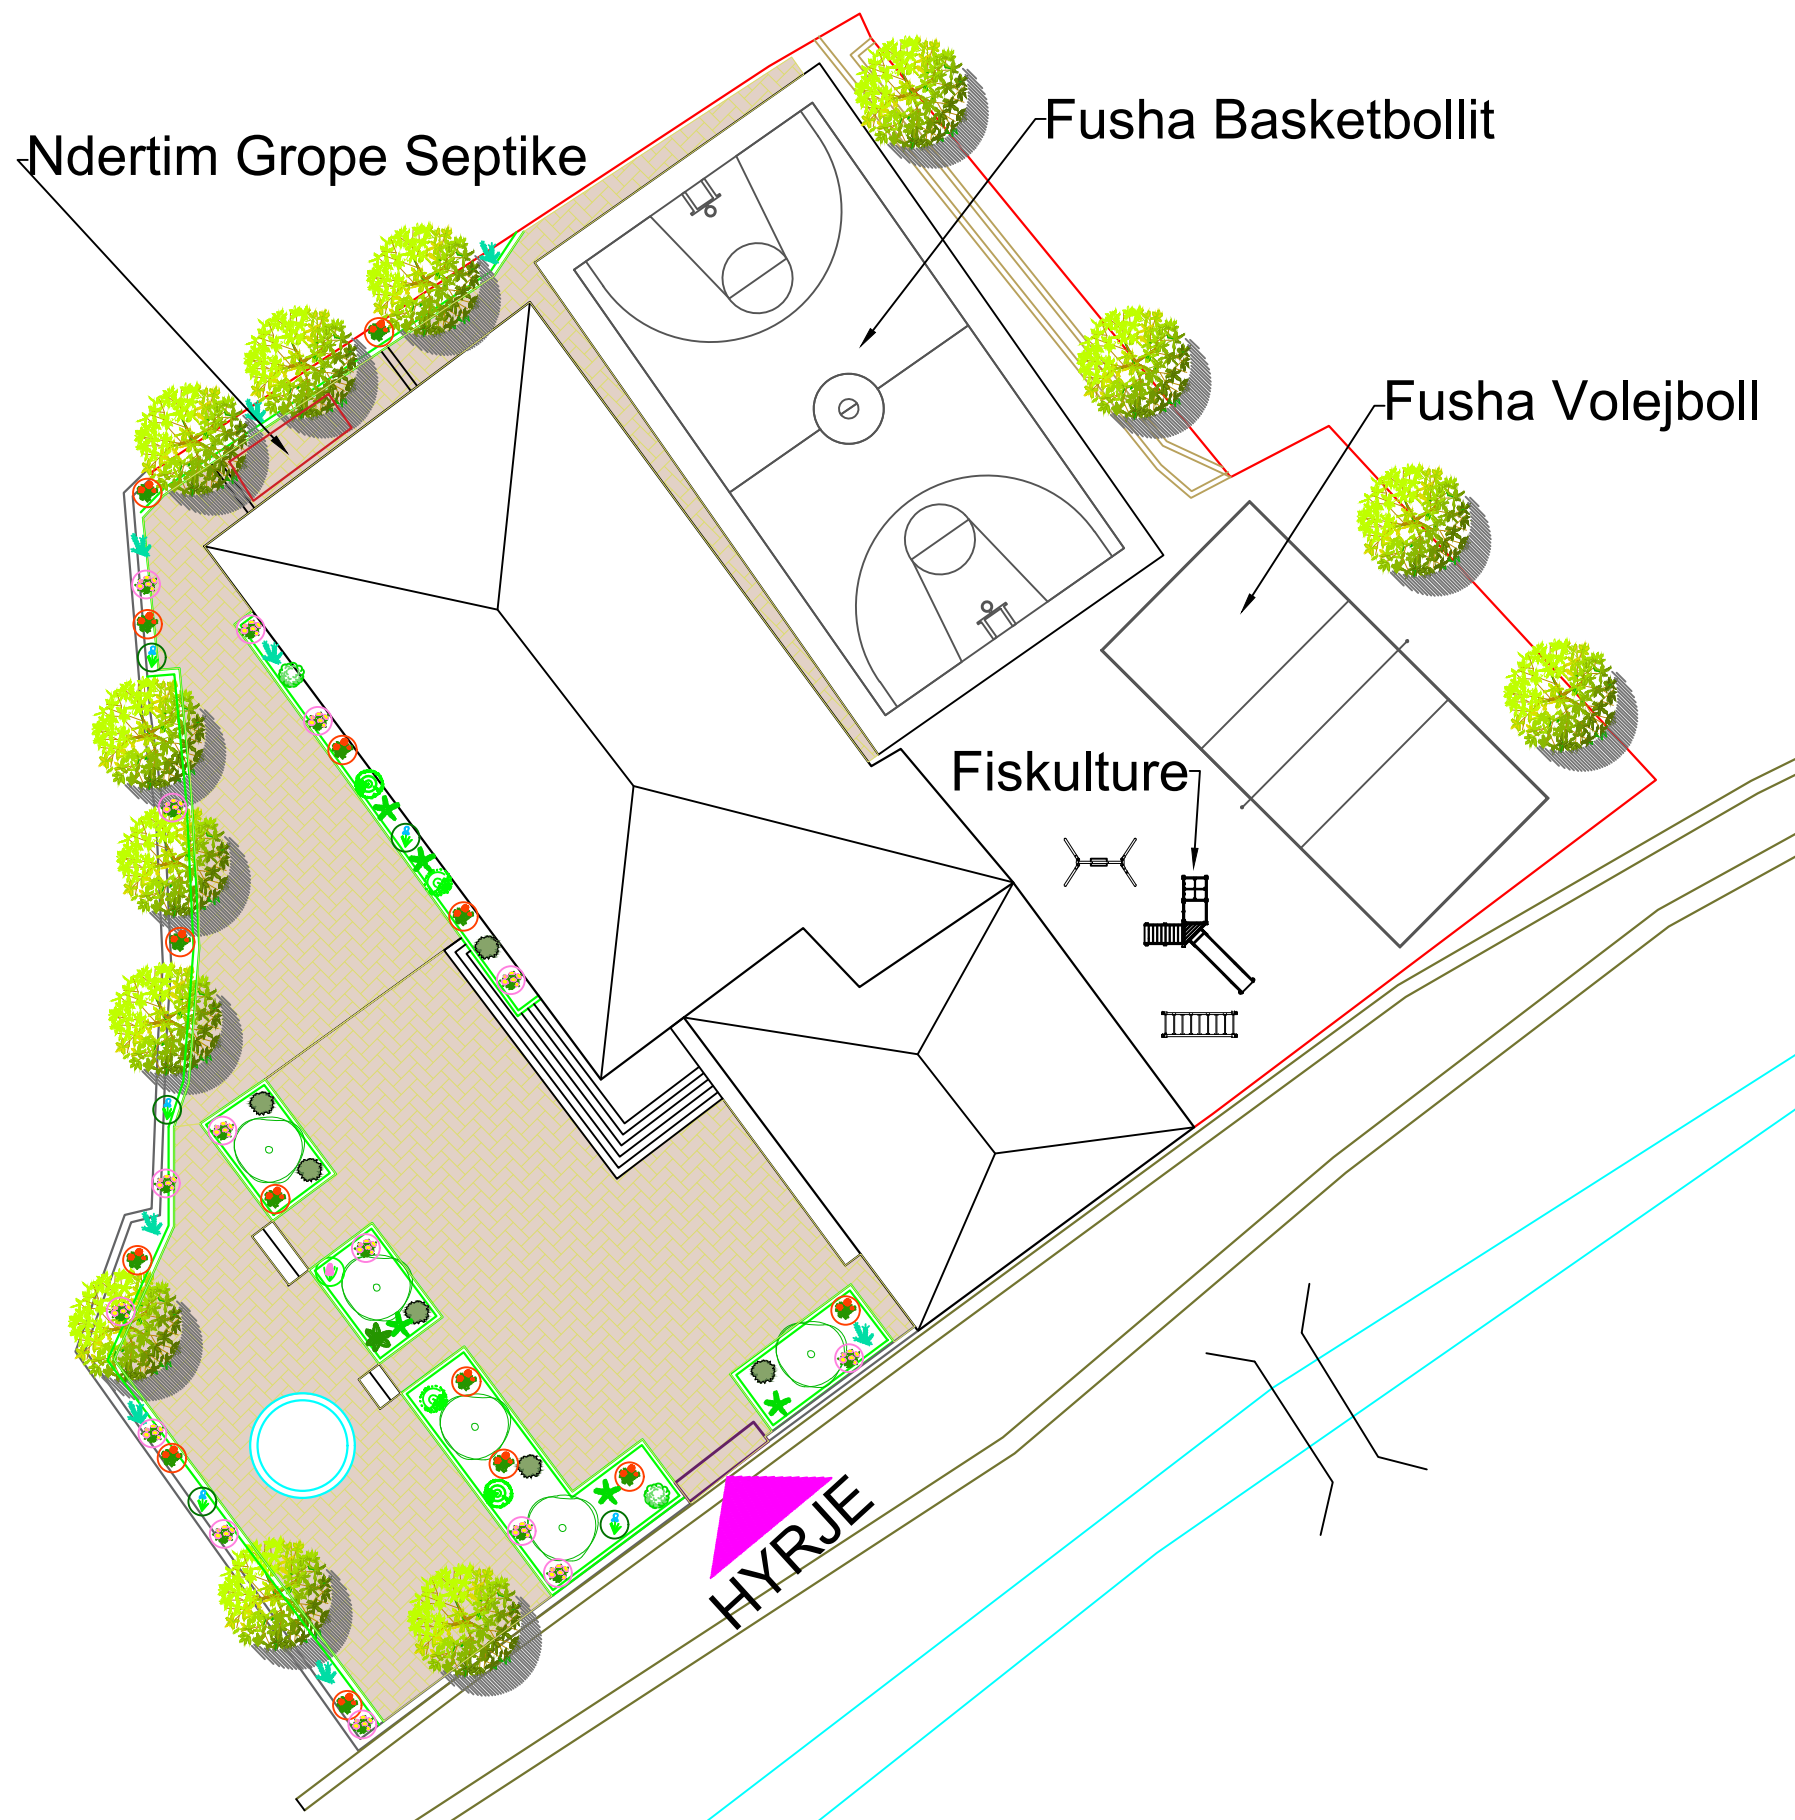 Fusha Basketbollit
Ndertim Grope Septike
Fusha Volejboll
Fiskulture
HYRJE